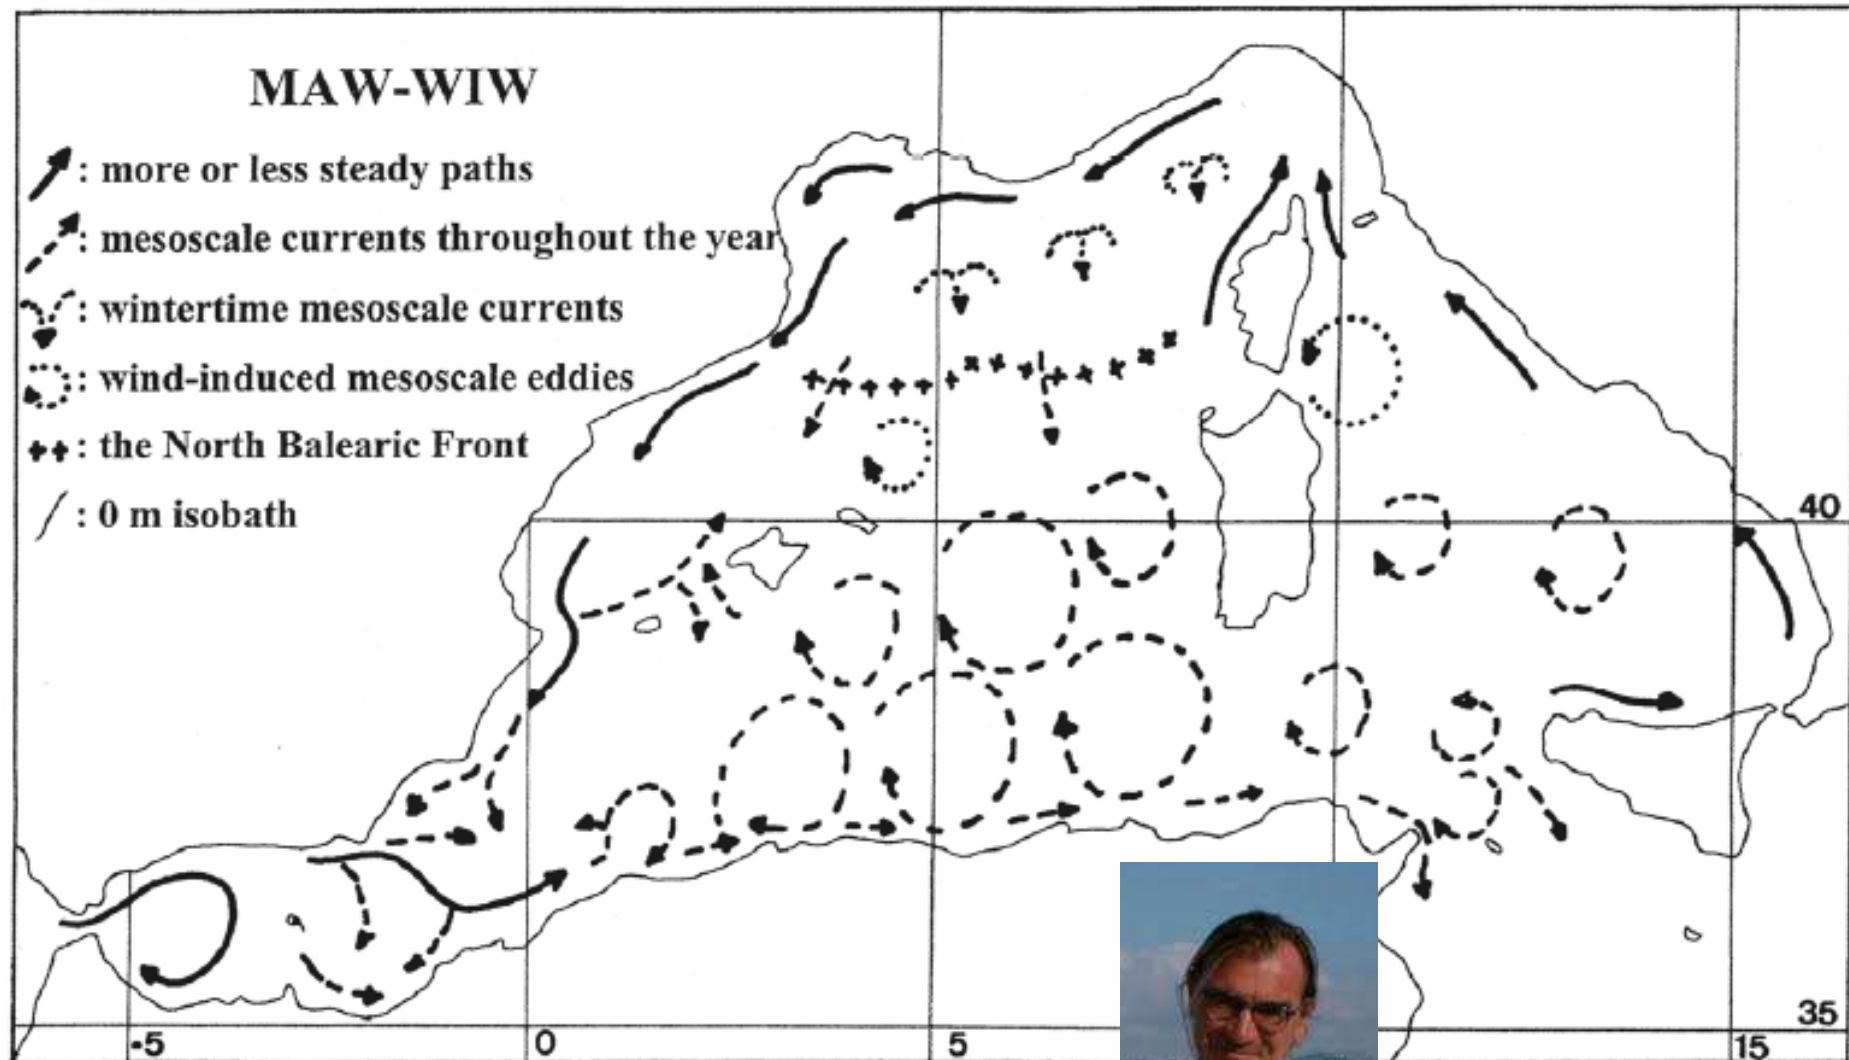 MAW-WIW
: more or less steady paths
: mesoscale currents throughout the year
: wintertime mesoscale currents
: wind-induced mesoscale eddies
: the North Balearic Front
: 0 m isobath
40
35
-5
0
5
15